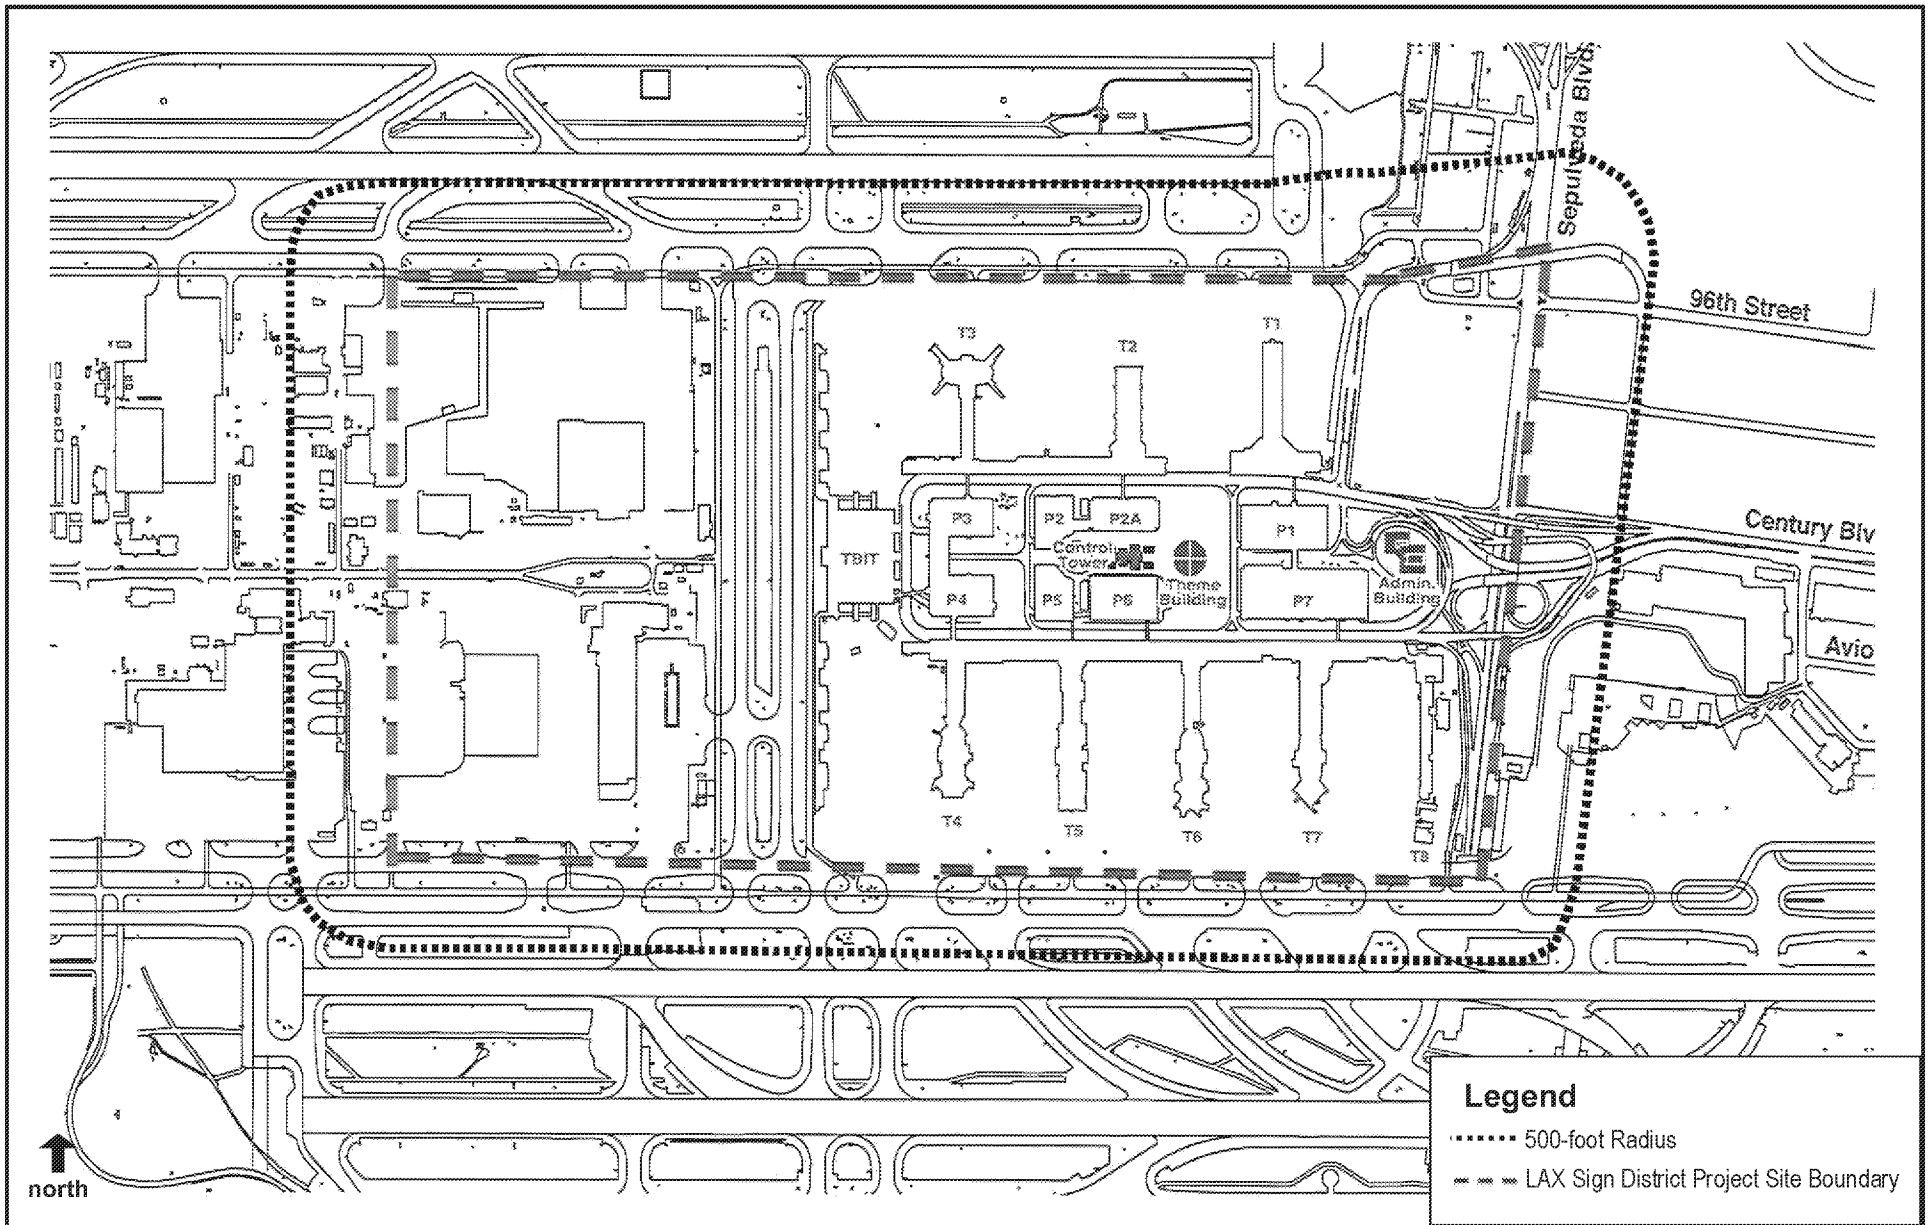 Sepulveda Blvd.
96th Street
T3
T2
T1
Century Blv
P3
P2
P2A
P1
TBIT
Control
Tower
Theme
Building
Admin.
Building
P4
P5
P6
P7
Avio
T4
T5
T6
T7
T8
north
Legend
500-foot Radius
LAX Sign District Project Site Boundary